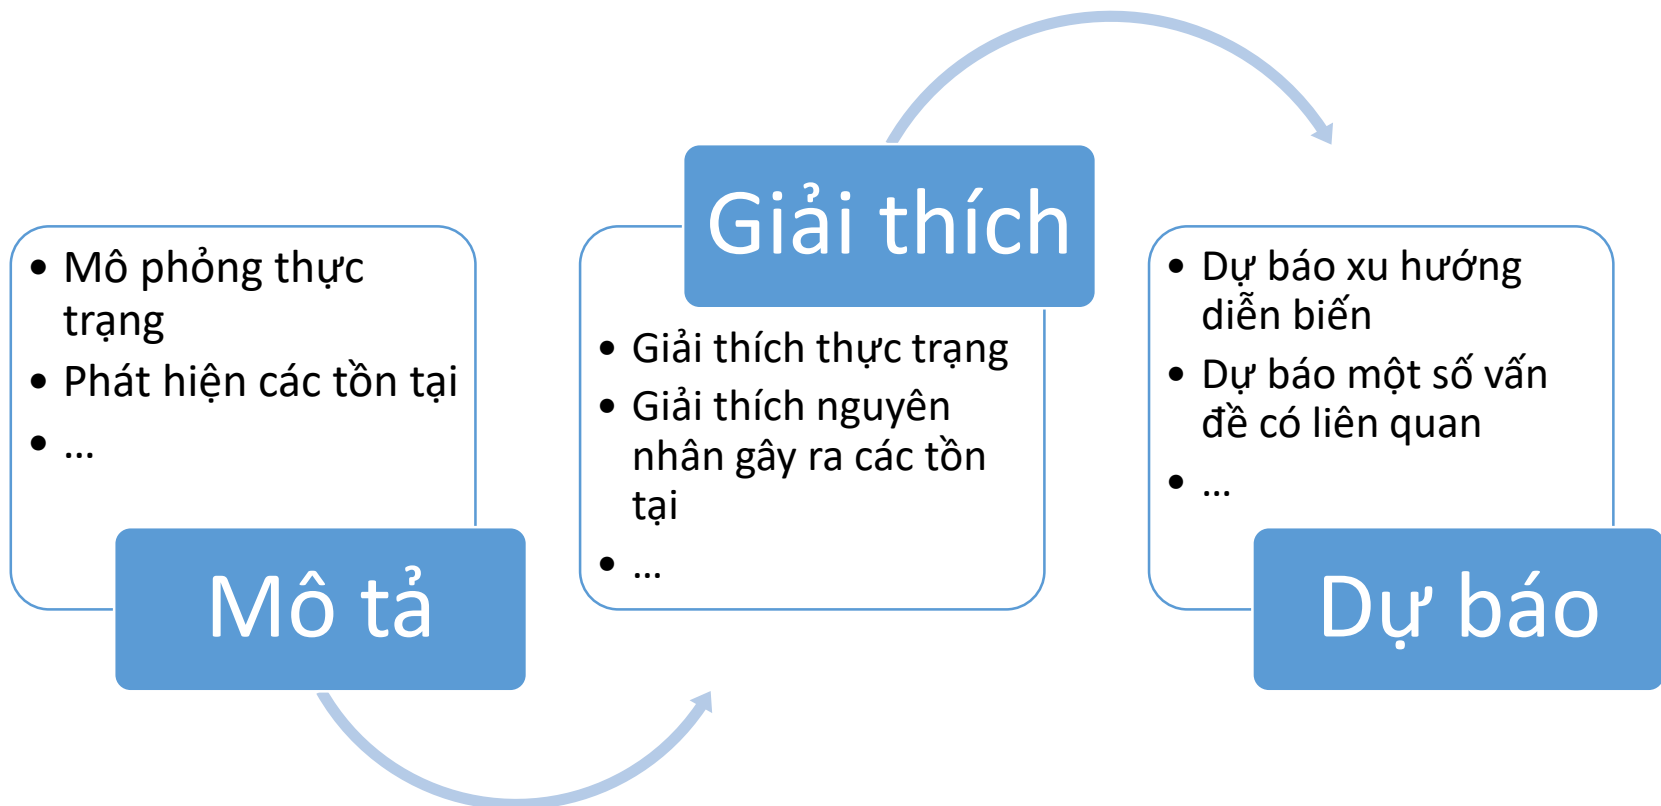 • Mô phỏng thực
trạng
• Phát hiện các tồn tại
• ...
Mô tả
Giải thích
• Giải thích thực trạng
• Giải thích nguyên
nhân gây ra các tồn
tại
• ...
• Dự báo xu hướng
diễn biến
• Dự báo một số vấn
đề có liên quan
• ...
Dự báo